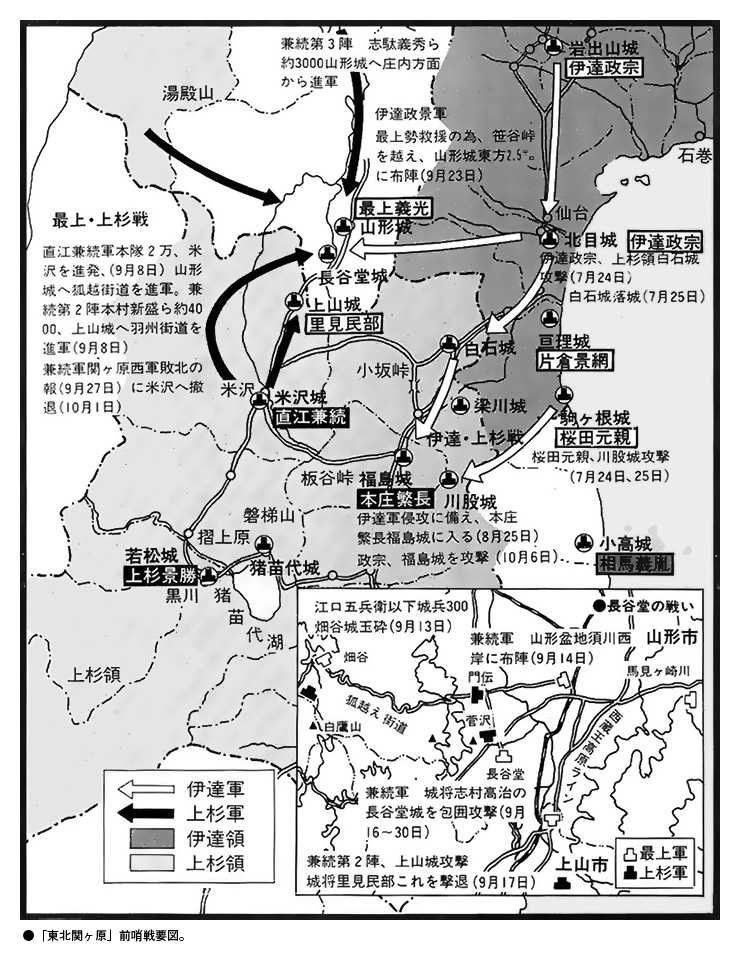 兼続第3陣 志駄義秀ら
約3000山形城へ庄内方面
から進軍
岩出山城
伊達政宗
湯殿山
伊達政景軍
最上勢救援の為、笹谷峠
を越え、山形城東方2.5㌔
に布陣(9月23日)
石巻
仙台
最上義光
山形城
北目城
伊達政宗
最上・上杉戦
直江兼続軍本隊2万、米
沢を進発、(9月8日) 山形
城へ狐越街道を進軍。兼
続第2陣本村新盛ら約40
00、上山城へ羽州街道を
進軍(9月8日)
兼続軍関ヶ原西軍敗北の
報(9月27日)に米沢へ撤
退(10月1日)
長谷堂城
伊達政宗、上杉領白石城
攻撃(7月24日)
白石城落城(7月25日)
上山城
里見民部
亘理城
片倉景綱
白石城
小坂峠
米沢
米沢城
直江兼続
梁川城
駒ヶ根城
桜田元親
伊達・上杉戦
桜田元親、川股城攻撃
(7月24日、25日)
板谷峠
福島城
本庄繁長
川股城
伊達軍侵攻に備え、本庄
繁長福島城に入る(8月25日)
政宗、福島城を攻撃(10月6日)
磐梯山
摺上原
小高城
相馬義胤
若松城
上杉景勝
黒川
猪苗代城
猪苗代湖
上杉領
●長谷堂の戦い
江口五兵衛以下城兵300
畑谷城玉砕(9月13日)
兼続軍 山形盆地須川西
岸に布陣(9月14日)
山形市
畑谷
門伝
馬見ヶ崎川
狐越え街道
菅沢
白鷹山
西蔵王高原ライン
長谷堂
兼続軍 城将志村高治の
長谷堂城を包囲攻撃(9月
16~30日)
兼続第2陣、上山城攻撃
城将里見民部これを撃退(9月17日)
上山市
最上軍
上杉軍
伊達軍
上杉軍
伊達領
上杉領
●「東北関ヶ原」前哨戦要図。